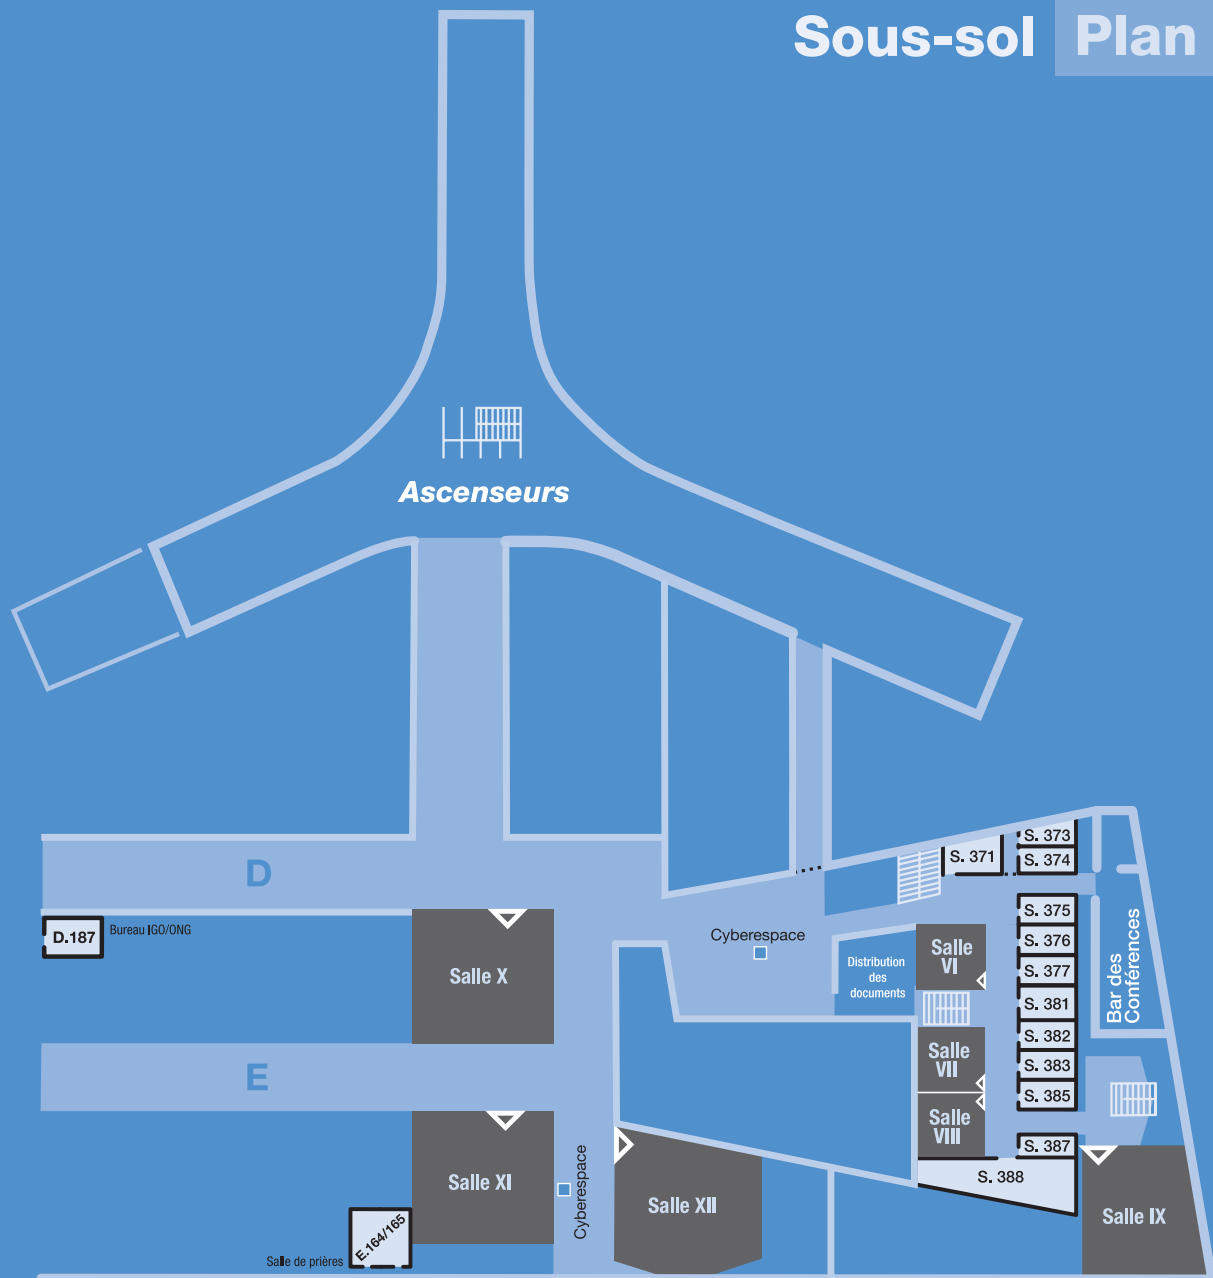 Sous-sol Plan
Ascenseurs
S. 373
S. 371
S. 374
D
S. 375
D.187
Bureau IGO/ONG
Cyberespace
S. 376
Salle
VI
Distribution
des
documents
Salle X
S. 377
Bar des
Conférences
S. 381
S. 382
Salle
VII
S. 383
E
S. 385
Salle
VIII
S. 387
S. 388
Salle XI
Cyberespace
Salle XII
Salle IX
E.164/165
Salle de prières